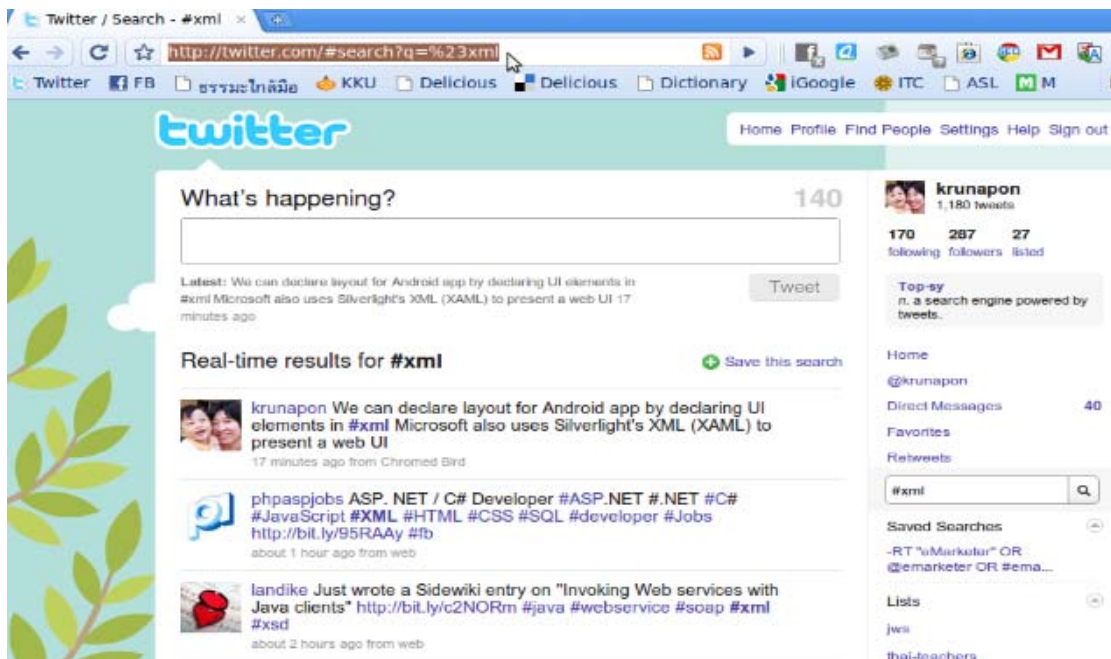 Twitter / Search - #xml
http://twitter.com/#search?q=%23xml
Twitter FB ธรรมะใกล้มือ KKU Delicious Delicious Dictionary iGoogle ITC ASL M
twitter
Home Profile Find People Settings Help Sign out
What's happening?
140
Latest: We can declare layout for Android app by declaring UI elements in
#xml Microsoft also uses Silverlight's XML (XAML) to present a web UI 17
minutes ago
Tweet
Real-time results for #xml
Save this search
krunapon We can declare layout for Android app by declaring UI
elements in #xml Microsoft also uses Silverlight's XML (XAML) to
present a web UI
17 minutes ago from Chromed Bird
phpaspjobs ASP. NET / C# Developer #ASP.NET #.NET #C#
#JavaScript #XML #HTML #CSS #SQL #developer #Jobs
http://bit.ly/95RAAy #fb
about 1 hour ago from web
landike Just wrote a Sidewiki entry on "Invoking Web services with
Java clients" http://bit.ly/c2NORm #java #webservice #soap #xml
#xsd
about 2 hours ago from web
krunapon
1,180 tweets
170 287 27
following followers listed
Top-sy
n. a search engine powered by
tweets.
Home
@krunapon
Direct Messages 40
Favorites
Retweets
#xml
Saved Searches
-RT "eMarketer" OR
@emarketer OR #ema...
Lists
jws
thai-teachers